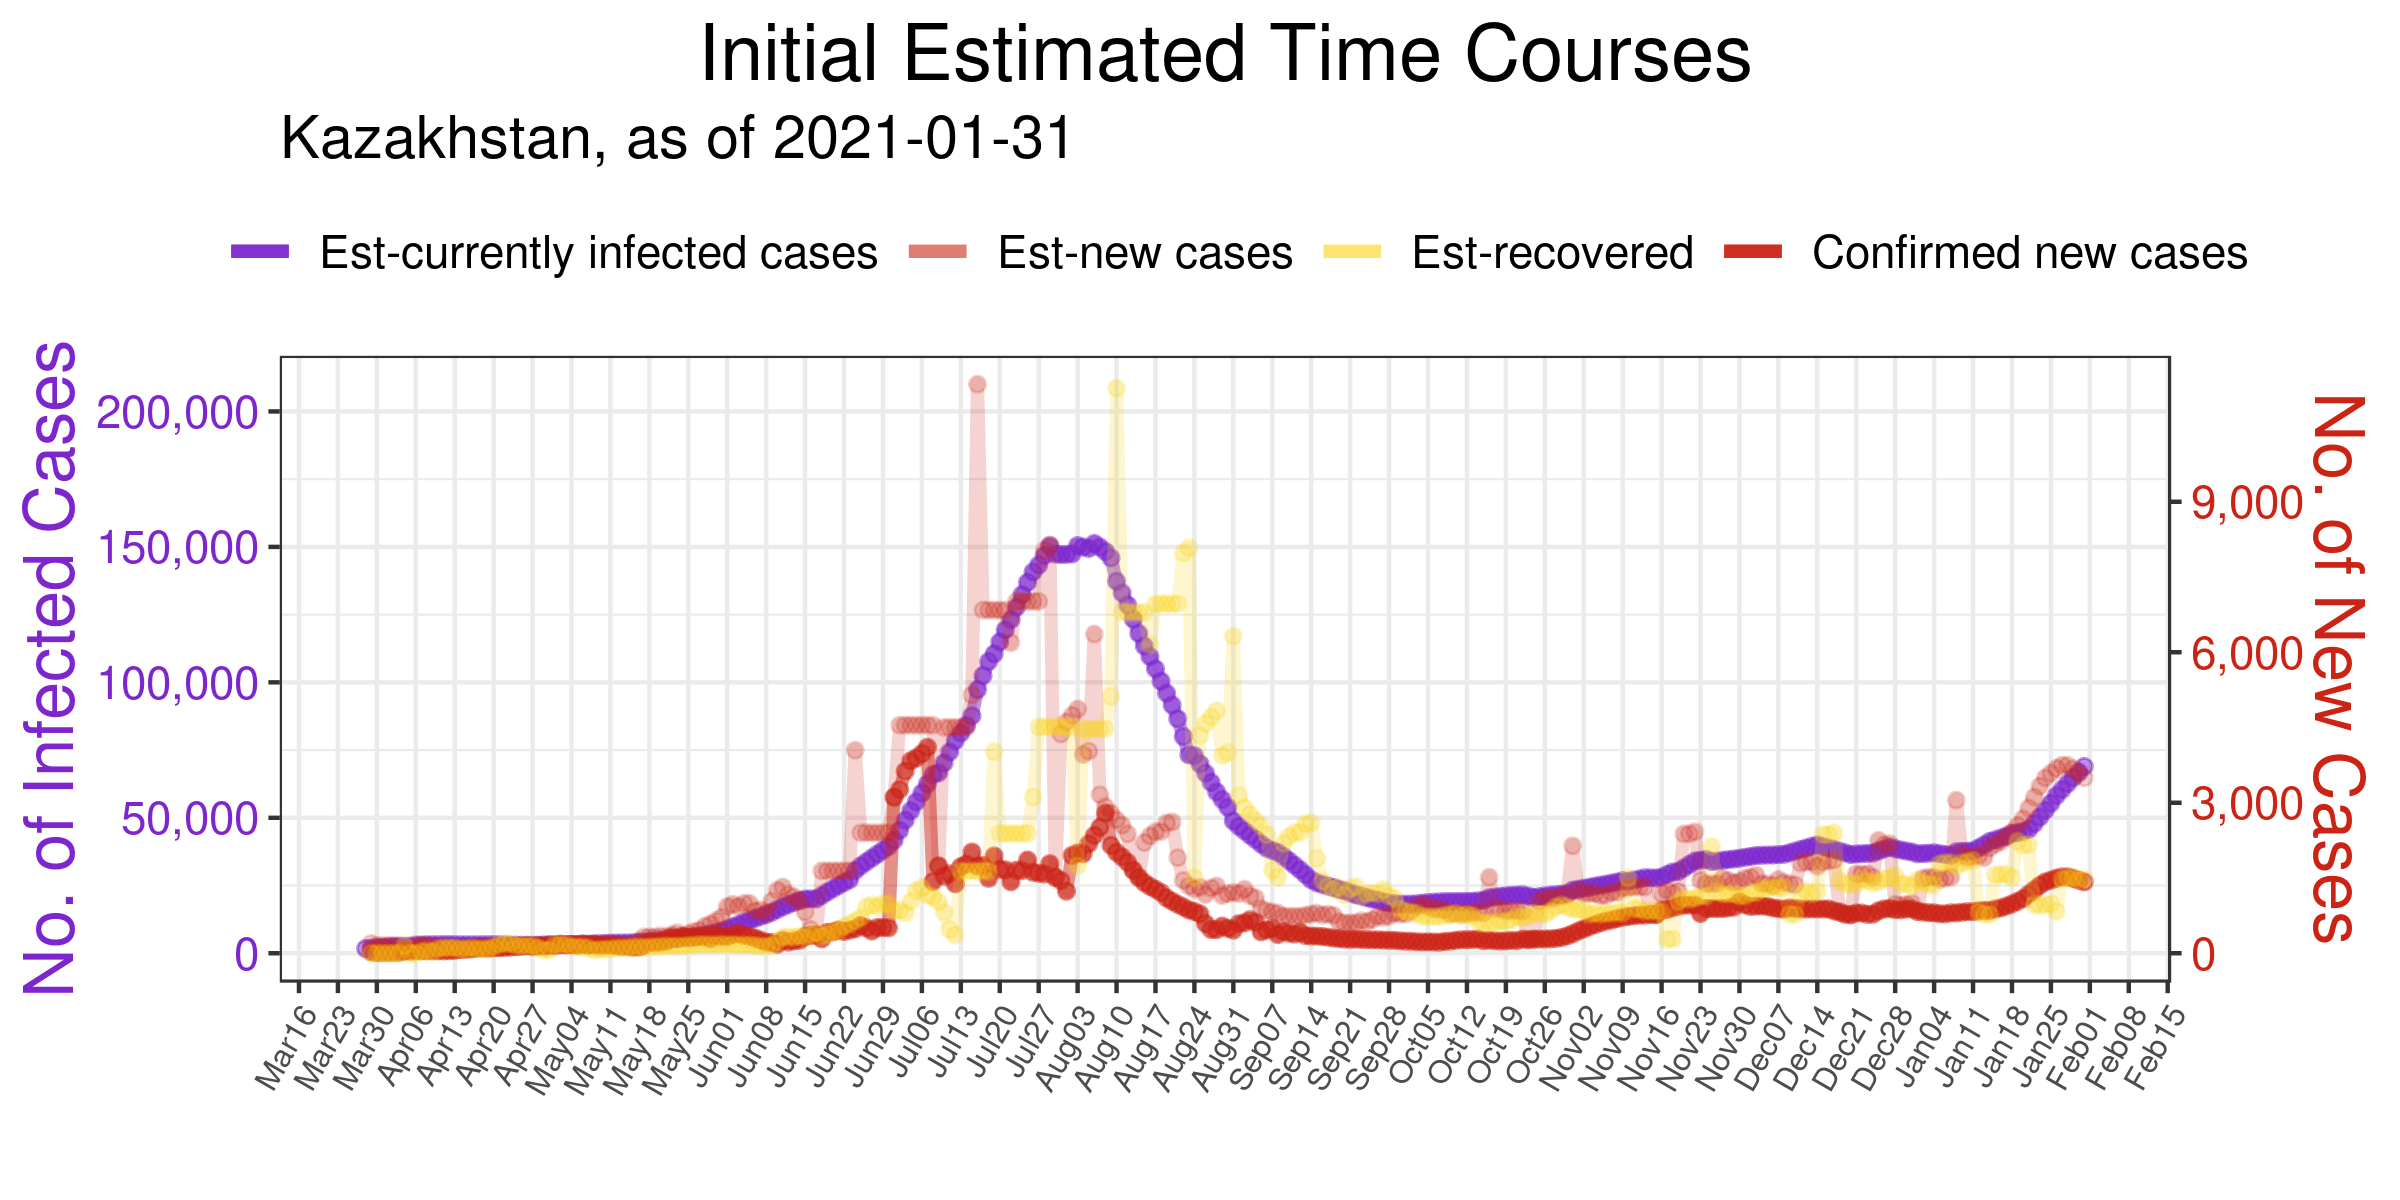 Initial Estimated Time Courses
Kazakhstan, as of 2021-01-31
Est-currently infected cases
Est-new cases
Est-recovered
Confirmed new cases
No. of Infected Cases
200,000
150,000
100,000
50,000
0
9,000
6,000
3,000
0
No. of New Cases
Mar16
Mar23
Mar30
Apr06
Apr13
Apr20
Apr27
May04
May11
May18
May25
Jun01
Jun08
Jun15
Jun22
Jun29
Jul06
Jul13
Jul20
Jul27
Aug03
Aug10
Aug17
Aug24
Aug31
Sep07
Sep14
Sep21
Sep28
Oct05
Oct12
Oct19
Oct26
Nov02
Nov09
Nov16
Nov23
Nov30
Dec07
Dec14
Dec21
Dec28
Jan04
Jan11
Jan18
Jan25
Feb01
Feb08
Feb15